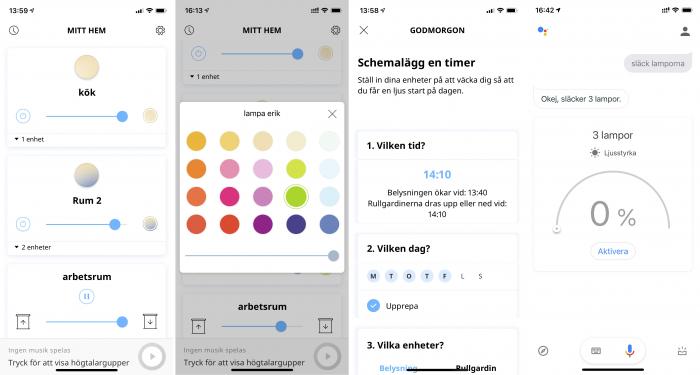 13:59
MITT HEM
kök
1 enhet
Rum 2
2 enheter
arbetsrum
Ingen musik spelas
Tryck för att visa högtalargupper
16:13
MITT HEM
1 enhet
lampa erik
arbetsrum
Ingen musik spelas
Tryck för att visa högtalargupper
13:58
GODMORGON
Schemalägg en timer
Ställ in dina enheter på att väcka dig så att
du får en ljus start på dagen.
1. Vilken tid?
14:10
Belysningen ökar vid: 13:40
Rullgardinerna dras upp eller ned vid:
14:10
2. Vilken dag?
M T O T F L S
Upprepa
3. Vilka enheter?
Belysning Rullgardin
16:42
släck lamporna
Okej, släcker 3 lampor.
3 lampor
Ljusstyrka
0 %
Aktivera